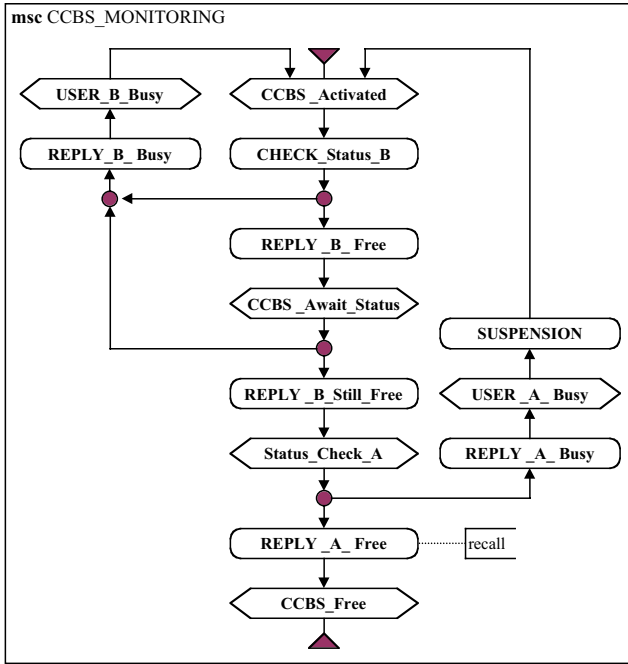 msc CCBS_MONITORING
USER_B_Busy
CCBS _Activated
REPLY_B_ Busy
CHECK_Status_B
REPLY _B_ Free
CCBS _Await_Status
SUSPENSION
REPLY _B_Still_Free
USER _A_ Busy
Status_Check_A
REPLY _A_ Busy
REPLY _A_ Free
recall
CCBS_Free